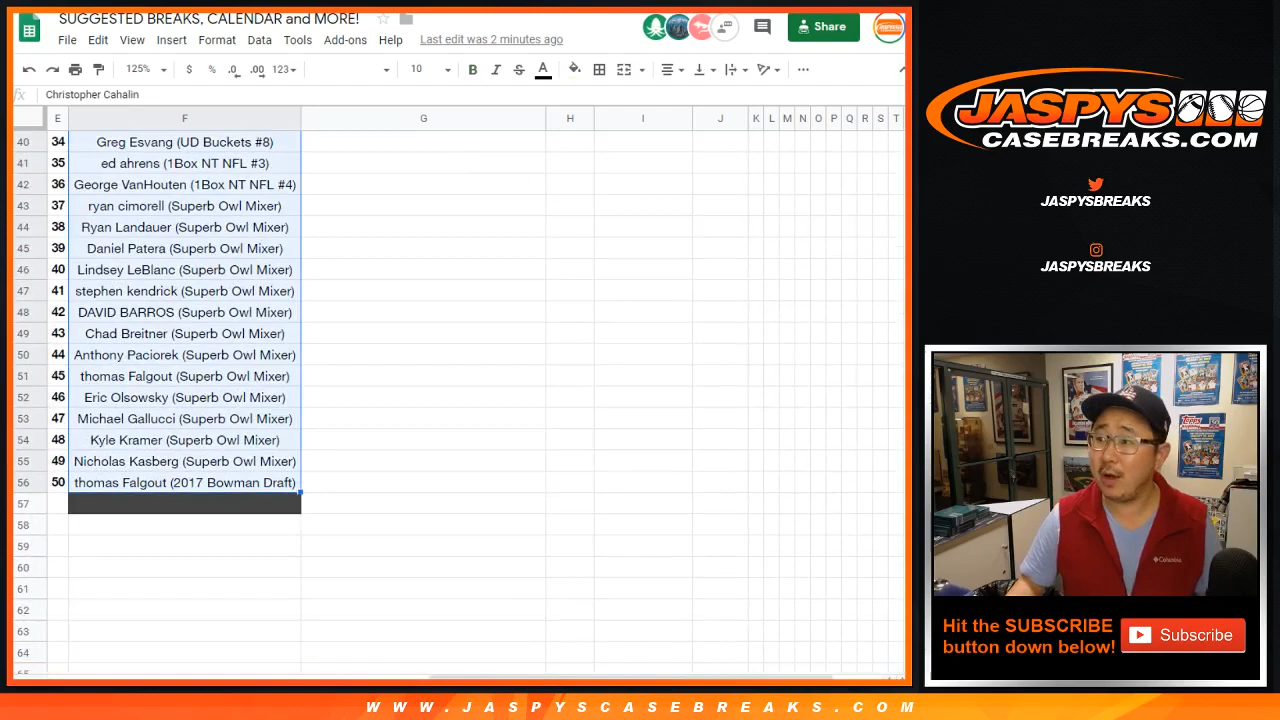 SUGGESTED BREAKS, CALENDAR and MORE!
File Edit View Insert Format Data Tools Add-ons Help Last edit was 2 minutes ago
Share
125% $ % .0 .00 123 10 B I S A
fx Christopher Cahalin
E F G H I J K L M N O P Q R S T
40 34 Greg Esvang (UD Buckets #8)
41 35 ed ahrens (1Box NT NFL #3)
42 36 George VanHouten (1Box NT NFL #4)
43 37 ryan cimorell (Superb Owl Mixer)
44 38 Ryan Landauer (Superb Owl Mixer)
45 39 Daniel Patera (Superb Owl Mixer)
46 40 Lindsey LeBlanc (Superb Owl Mixer)
47 41 stephen kendrick (Superb Owl Mixer)
48 42 DAVID BARROS (Superb Owl Mixer)
49 43 Chad Breitner (Superb Owl Mixer)
50 44 Anthony Paciorek (Superb Owl Mixer)
51 45 thomas Falgout (Superb Owl Mixer)
52 46 Eric Olsowsky (Superb Owl Mixer)
53 47 Michael Gallucci (Superb Owl Mixer)
54 48 Kyle Kramer (Superb Owl Mixer)
55 49 Nicholas Kasberg (Superb Owl Mixer)
56 50 thomas Falgout (2017 Bowman Draft)
57
58
59
60
61
62
63
64
JASPYS
CASEBREAKS.COM
JASPYSBREAKS
JASPYSBREAKS
Topps
Columbia
Hit the SUBSCRIBE
button down below!
Subscribe
WWW.JASPYSCASEBREAKS.COM